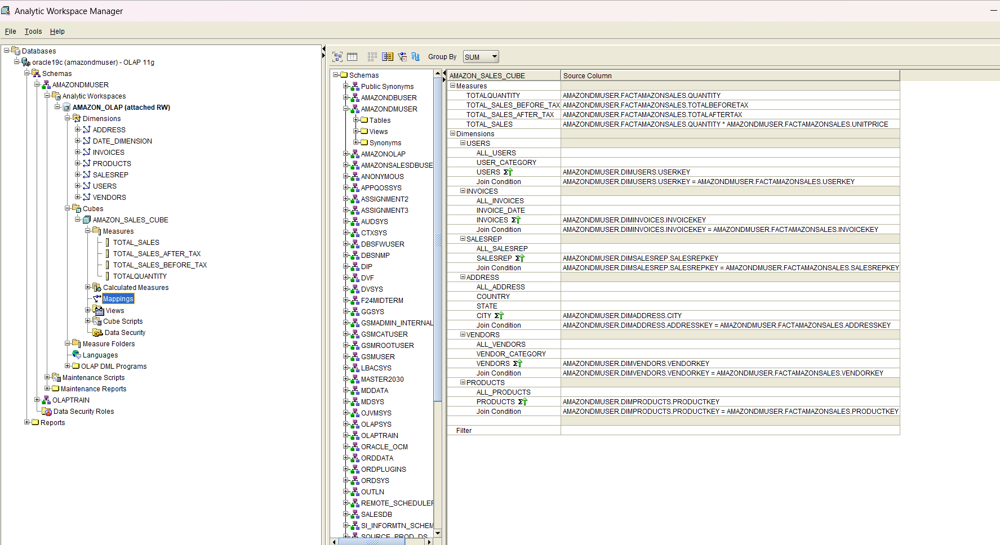 Analytic Workspace Manager
File Tools Help
Databases
oracle19c (amazondmuser) - OLAP 11g
Schemas
AMAZONDMUSER
Analytic Workspaces
AMAZON_OLAP (attached RW)
Dimensions
ADDRESS
DATE_DIMENSION
INVOICES
PRODUCTS
SALESREP
USERS
VENDORS
Cubes
AMAZON_SALES_CUBE
Measures
TOTAL_SALES
TOTAL_SALES_AFTER_TAX
TOTAL_SALES_BEFORE_TAX
TOTALQUANTITY
Calculated Measures
Mappings
Views
Cube Scripts
Data Security
Measure Folders
Languages
OLAP DML Programs
Maintenance Scripts
Maintenance Reports
OLAPTRAIN
Data Security Roles
Reports
Group By SUM
Schemas
Public Synonyms
AMAZONDBUSER
AMAZONDMUSER
Tables
Views
Synonyms
AMAZONOLAP
AMAZONSALESDBUSE
ANONYMOUS
APPQOSSYS
ASSIGNMENT2
ASSIGNMENT3
AUDSYS
CTXSYS
DBSFWUSER
DBSNMP
DIP
DVF
DVSYS
F24MIDTERM
GGSYS
GSMADMIN_INTERNAL
GSMCATUSER
GSMROOTUSER
GSMUSER
LBACSYS
MASTER2030
MDDATA
MDSYS
OJVMSYS
OLAPSYS
OLAPTRAIN
ORACLE_OCM
ORDDATA
ORDPLUGINS
ORDSYS
OUTLN
REMOTE_SCHEDULER
SALESDB
SI_INFORMTN_SCHEM
SOURCE_PROD_DS
AMAZON_SALES_CUBE Source Column
Measures
TOTALQUANTITY AMAZONDMUSER.FACTAMAZONSALES.QUANTITY
TOTAL_SALES_BEFORE_TAX AMAZONDMUSER.FACTAMAZONSALES.TOTALBEFORETAX
TOTAL_SALES_AFTER_TAX AMAZONDMUSER.FACTAMAZONSALES.TOTALAFTERTAX
TOTAL_SALES AMAZONDMUSER.FACTAMAZONSALES.QUANTITY * AMAZONDMUSER.FACTAMAZONSALES.UNITPRICE
Dimensions
USERS
ALL_USERS
USER_CATEGORY
USERS AMAZONDMUSER.DIMUSERS.USERKEY
Join Condition AMAZONDMUSER.DIMUSERS.USERKEY = AMAZONDMUSER.FACTAMAZONSALES.USERKEY
INVOICES
ALL_INVOICES
INVOICE_DATE
INVOICES AMAZONDMUSER.DIMINVOICES.INVOICEKEY
Join Condition AMAZONDMUSER.DIMINVOICES.INVOICEKEY = AMAZONDMUSER.FACTAMAZONSALES.INVOICEKEY
SALESREP
ALL_SALESREP
SALESREP AMAZONDMUSER.DIMSALESREP.SALESREPKEY
Join Condition AMAZONDMUSER.DIMSALESREP.SALESREPKEY = AMAZONDMUSER.FACTAMAZONSALES.SALESREPKEY
ADDRESS
ALL_ADDRESS
COUNTRY
STATE
CITY AMAZONDMUSER.DIMADDRESS.CITY
Join Condition AMAZONDMUSER.DIMADDRESS.ADDRESSKEY = AMAZONDMUSER.FACTAMAZONSALES.ADDRESSKEY
VENDORS
ALL_VENDORS
VENDOR_CATEGORY
VENDORS AMAZONDMUSER.DIMVENDORS.VENDORKEY
Join Condition AMAZONDMUSER.DIMVENDORS.VENDORKEY = AMAZONDMUSER.FACTAMAZONSALES.VENDORKEY
PRODUCTS
ALL_PRODUCTS
PRODUCTS AMAZONDMUSER.DIMPRODUCTS.PRODUCTKEY
Join Condition AMAZONDMUSER.DIMPRODUCTS.PRODUCTKEY = AMAZONDMUSER.FACTAMAZONSALES.PRODUCTKEY
Filter